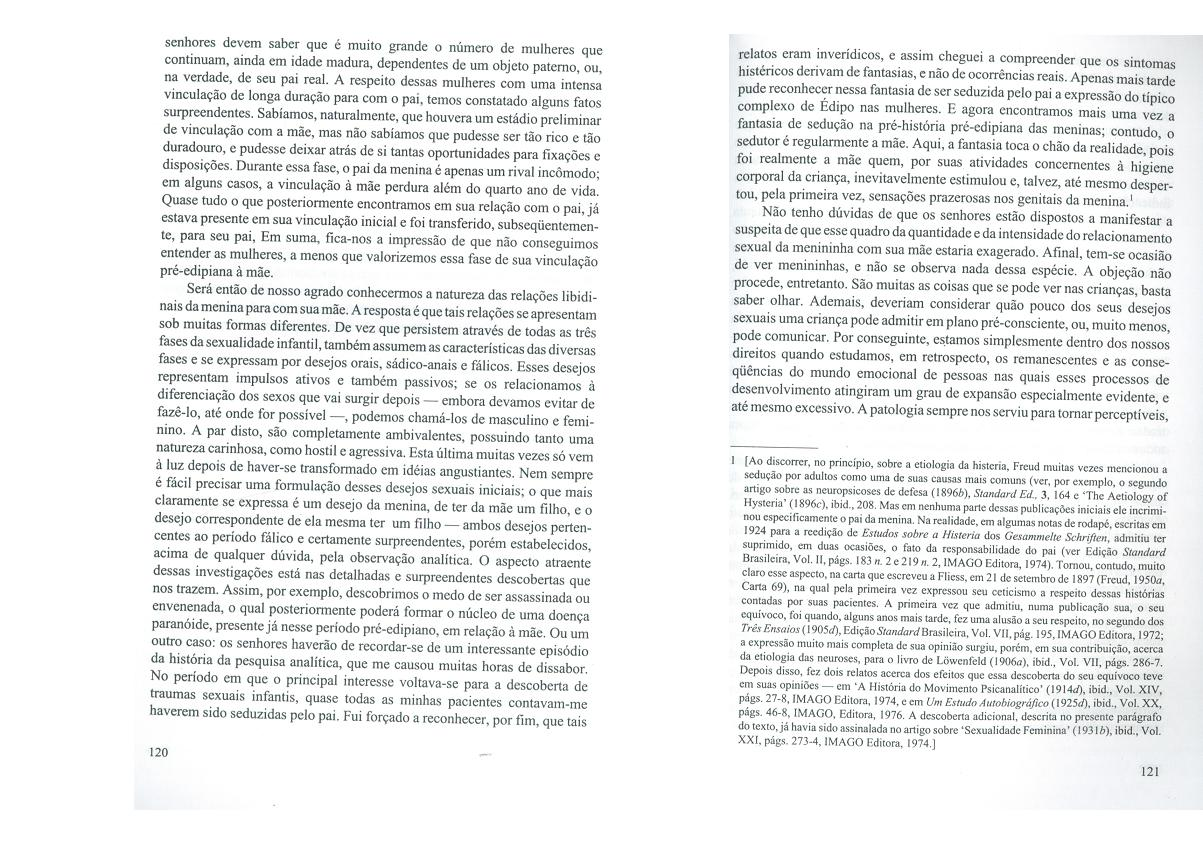 senhores devem saber que é muito grande o número de mulheres que
continuam, ainda em idade madura, dependentes de um objeto paterno, ou,
na verdade, de seu pai real. A respeito dessas mulheres com uma intensa
vinculação de longa duração para com o pai, temos constatado alguns fatos
surpreendentes. Sabíamos, naturalmente, que houvera um estádio preliminar
de vinculação com a mãe, mas não sabíamos que pudesse ser tão rico e tão
duradouro, e pudesse deixar atrás de si tantas oportunidades para fixações e
disposições. Durante essa fase, o pai da menina é apenas um rival incômodo;
em alguns casos, a vinculação à mãe perdura além do quarto ano de vida.
Quase tudo o que posteriormente encontramos em sua relação com o pai, já
estava presente em sua vinculação inicial e foi transferido, subseqüentemen-
te, para seu pai, Em suma, fica-nos a impressão de que não conseguimos
entender as mulheres, a menos que valorizemos essa fase de sua vinculação
pré-edipiana à mãe.
Será então de nosso agrado conhecermos a natureza das relações libidi-
nais da menina para com sua mãe. A resposta é que tais relações se apresentam
sob muitas formas diferentes. De vez que persistem através de todas as três
fases da sexualidade infantil, também assumem as características das diversas
fases e se expressam por desejos orais, sádico-anais e fálicos. Esses desejos
representam impulsos ativos e também passivos; se os relacionamos à
diferenciação dos sexos que vai surgir depois — embora devamos evitar de
fazê-lo, até onde for possível —, podemos chamá-los de masculino e femi-
nino. A par disto, são completamente ambivalentes, possuindo tanto uma
natureza carinhosa, como hostil e agressiva. Esta última muitas vezes só vem
à luz depois de haver-se transformado em idéias angustiantes. Nem sempre
é fácil precisar uma formulação desses desejos sexuais iniciais; o que mais
claramente se expressa é um desejo da menina, de ter da mãe um filho, e o
desejo correspondente de ela mesma ter um filho — ambos desejos perten-
centes ao período fálico e certamente surpreendentes, porém estabelecidos,
acima de qualquer dúvida, pela observação analítica. O aspecto atraente
dessas investigações está nas detalhadas e surpreendentes descobertas que
nos trazem. Assim, por exemplo, descobrimos o medo de ser assassinada ou
envenenada, o qual posteriormente poderá formar o núcleo de uma doença
paranóide, presente já nesse período pré-edipiano, em relação à mãe. Ou um
outro caso: os senhores haverão de recordar-se de um interessante episódio
da história da pesquisa analítica, que me causou muitas horas de dissabor.
No período em que o principal interesse voltava-se para a descoberta de
traumas sexuais infantis, quase todas as minhas pacientes contavam-me
haverem sido seduzidas pelo pai. Fui forçado a reconhecer, por fim, que tais
120
relatos eram inverídicos, e assim cheguei a compreender que os sintomas
histéricos derivam de fantasias, e não de ocorrências reais. Apenas mais tarde
pude reconhecer nessa fantasia de ser seduzida pelo pai a expressão do típico
complexo de Édipo nas mulheres. E agora encontramos mais uma vez a
fantasia de sedução na pré-história pré-edipiana das meninas; contudo, o
sedutor é regularmente a mãe. Aqui, a fantasia toca o chão da realidade, pois
foi realmente a mãe quem, por suas atividades concernentes à higiene
corporal da criança, inevitavelmente estimulou e, talvez, até mesmo desper-
tou, pela primeira vez, sensações prazerosas nos genitais da menina.¹
Não tenho dúvidas de que os senhores estão dispostos a manifestar a
suspeita de que esse quadro da quantidade e da intensidade do relacionamento
sexual da menininha com sua mãe estaria exagerado. Afinal, tem-se ocasião
de ver menininhas, e não se observa nada dessa espécie. A objeção não
procede, entretanto. São muitas as coisas que se pode ver nas crianças, basta
saber olhar. Ademais, deveriam considerar quão pouco dos seus desejos
sexuais uma criança pode admitir em plano pré-consciente, ou, muito menos,
pode comunicar. Por conseguinte, estamos simplesmente dentro dos nossos
direitos quando estudamos, em retrospecto, os remanescentes e as conse-
qüências do mundo emocional de pessoas nas quais esses processos de
desenvolvimento atingiram um grau de expansão especialmente evidente, e
até mesmo excessivo. A patologia sempre nos serviu para tornar perceptíveis,
1 [Ao discorrer, no princípio, sobre a etiologia da histeria, Freud muitas vezes mencionou a
sedução por adultos como uma de suas causas mais comuns (ver, por exemplo, o segundo
artigo sobre as neuropsicoses de defesa (1896b), Standard Ed., 3, 164 e ‘The Aetiology of
Hysteria’ (1896c), ibid., 208. Mas em nenhuma parte dessas publicações iniciais ele incrimi-
nou especificamente o pai da menina. Na realidade, em algumas notas de rodapé, escritas em
1924 para a reedição de Estudos sobre a Histeria dos Gesammelte Schriften, admitiu ter
suprimido, em duas ocasiões, o fato da responsabilidade do pai (ver Edição Standard
Brasileira, Vol. II, págs. 183 n. 2 e 219 n. 2, IMAGO Editora, 1974). Tornou, contudo, muito
claro esse aspecto, na carta que escreveu a Fliess, em 21 de setembro de 1897 (Freud, 1950a,
Carta 69), na qual pela primeira vez expressou seu ceticismo a respeito dessas histórias
contadas por suas pacientes. A primeira vez que admitiu, numa publicação sua, o seu
equívoco, foi quando, alguns anos mais tarde, fez uma alusão a seu respeito, no segundo dos
Três Ensaios (1905d), Edição Standard Brasileira, Vol. VII, pág. 195, IMAGO Editora, 1972;
a expressão muito mais completa de sua opinião surgiu, porém, em sua contribuição, acerca
da etiologia das neuroses, para o livro de Löwenfeld (1906a), ibid., Vol. VII, págs. 286-7.
Depois disso, fez dois relatos acerca dos efeitos que essa descoberta do seu equívoco teve
em suas opiniões — em ‘A História do Movimento Psicanalítico’ (1914d), ibid., Vol. XIV,
págs. 27-8, IMAGO Editora, 1974, e em Um Estudo Autobiográfico (1925d), ibid., Vol. XX,
págs. 46-8, IMAGO, Editora, 1976. A descoberta adicional, descrita no presente parágrafo
do texto, já havia sido assinalada no artigo sobre ‘Sexualidade Feminina’ (1931b), ibid., Vol.
XXI, págs. 273-4, IMAGO Editora, 1974.]
121